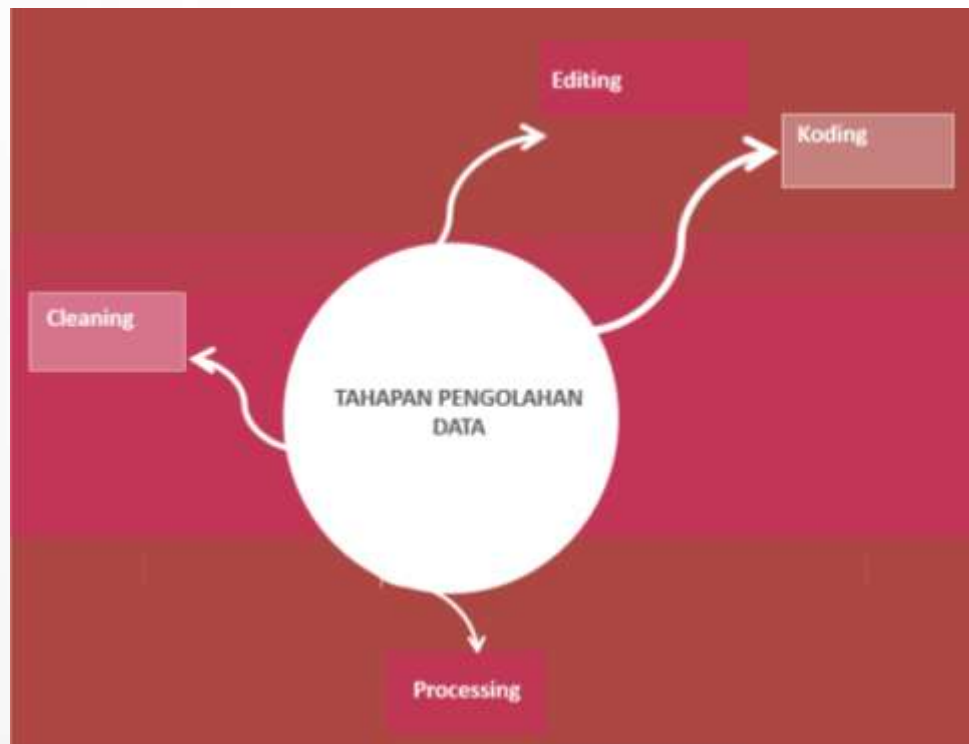 Editing
Koding
Cleaning
TAHAPAN PENGOLAHAN
DATA
Processing